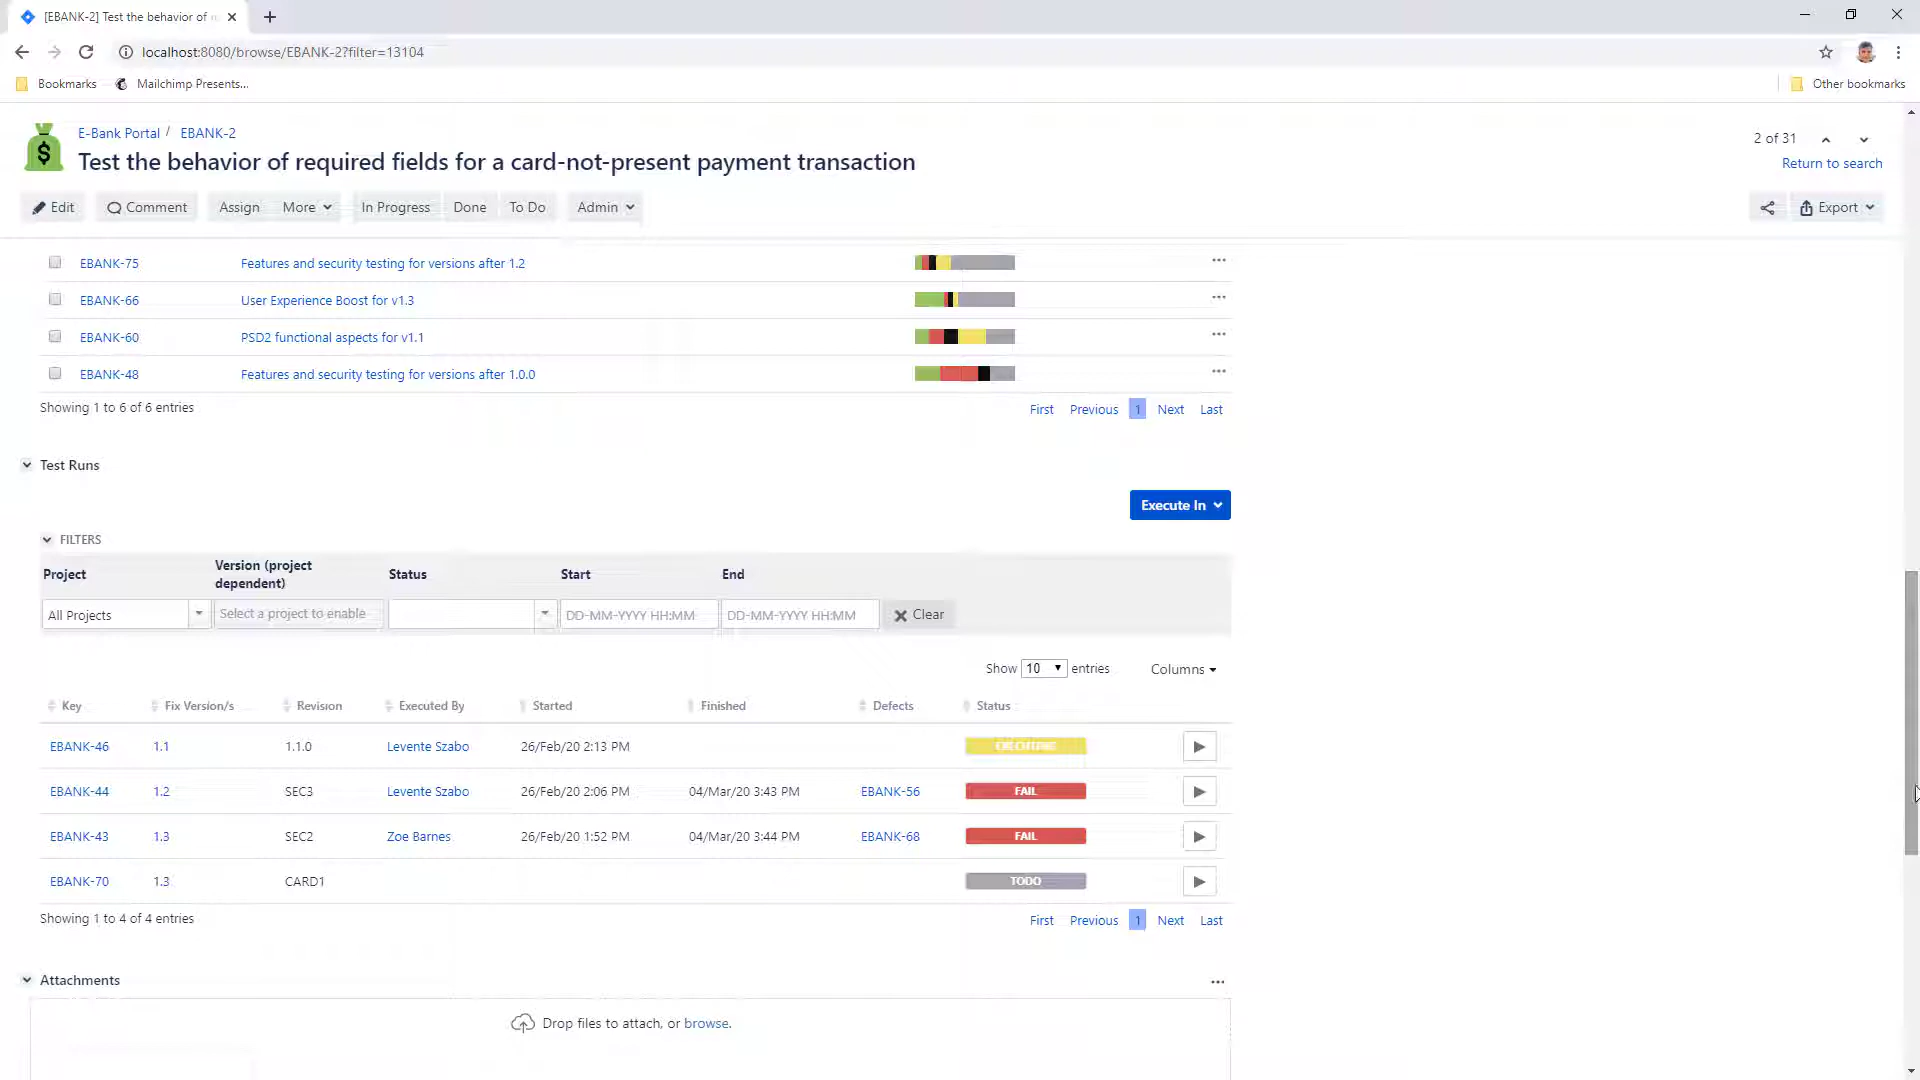 [EBANK-2] Test the behavior of
localhost:8080/browse/EBANK-2?filter=13104
Bookmarks
Mailchimp Presents...
Other bookmarks
E-Bank Portal / EBANK-2
2 of 31
Test the behavior of required fields for a card-not-present payment transaction
Return to search
Edit Comment Assign More In Progress Done To Do Admin Export
EBANK-75 Features and security testing for versions after 1.2
EBANK-66 User Experience Boost for v1.3
EBANK-60 PSD2 functional aspects for v1.1
EBANK-48 Features and security testing for versions after 1.0.0
Showing 1 to 6 of 6 entries First Previous 1 Next Last
Test Runs
Execute In
FILTERS
Project Version (project dependent) Status Start End
All Projects Select a project to enable DD-MM-YYYY HH:MM DD-MM-YYYY HH:MM Clear
Show 10 entries Columns
Key Fix Version/s Revision Executed By Started Finished Defects Status
EBANK-46 1.1 1.1.0 Levente Szabo 26/Feb/20 2:13 PM EXECUTING
EBANK-44 1.2 SEC3 Levente Szabo 26/Feb/20 2:06 PM 04/Mar/20 3:43 PM EBANK-56 FAIL
EBANK-43 1.3 SEC2 Zoe Barnes 26/Feb/20 1:52 PM 04/Mar/20 3:44 PM EBANK-68 FAIL
EBANK-70 1.3 CARD1 TODO
Showing 1 to 4 of 4 entries First Previous 1 Next Last
Attachments
Drop files to attach, or browse.